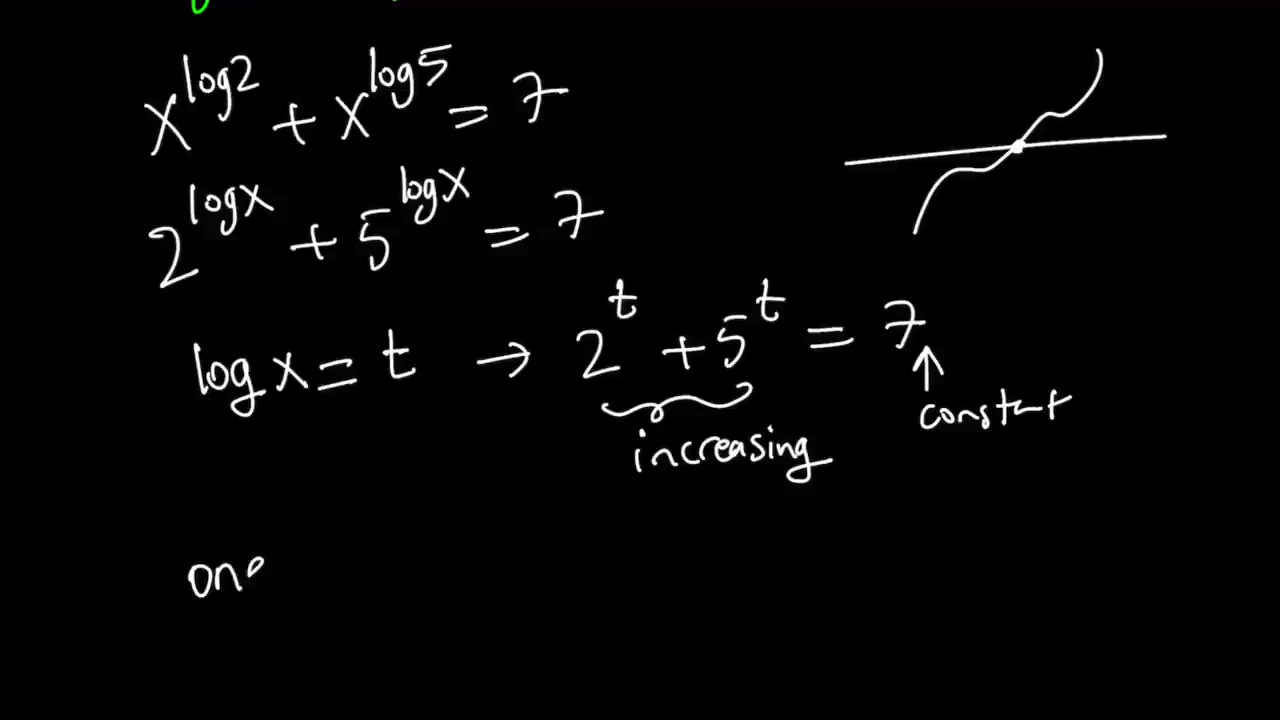 x^log2 + x^log5 = 7
2^logx + 5^logx = 7
logx = t → 2^t + 5^t = 7
constant
increasing
one